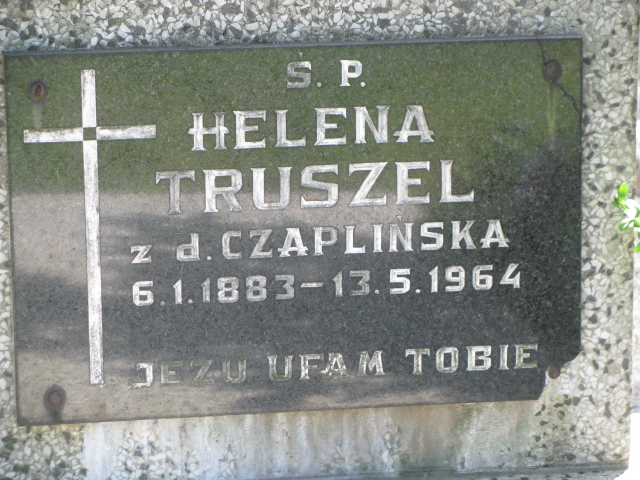 Ś. P.
HELENA
TRUSZEL
z d. CZAPLIŃSKA
6.1.1883-13.5.1964
JEZU UFAM TOBIE